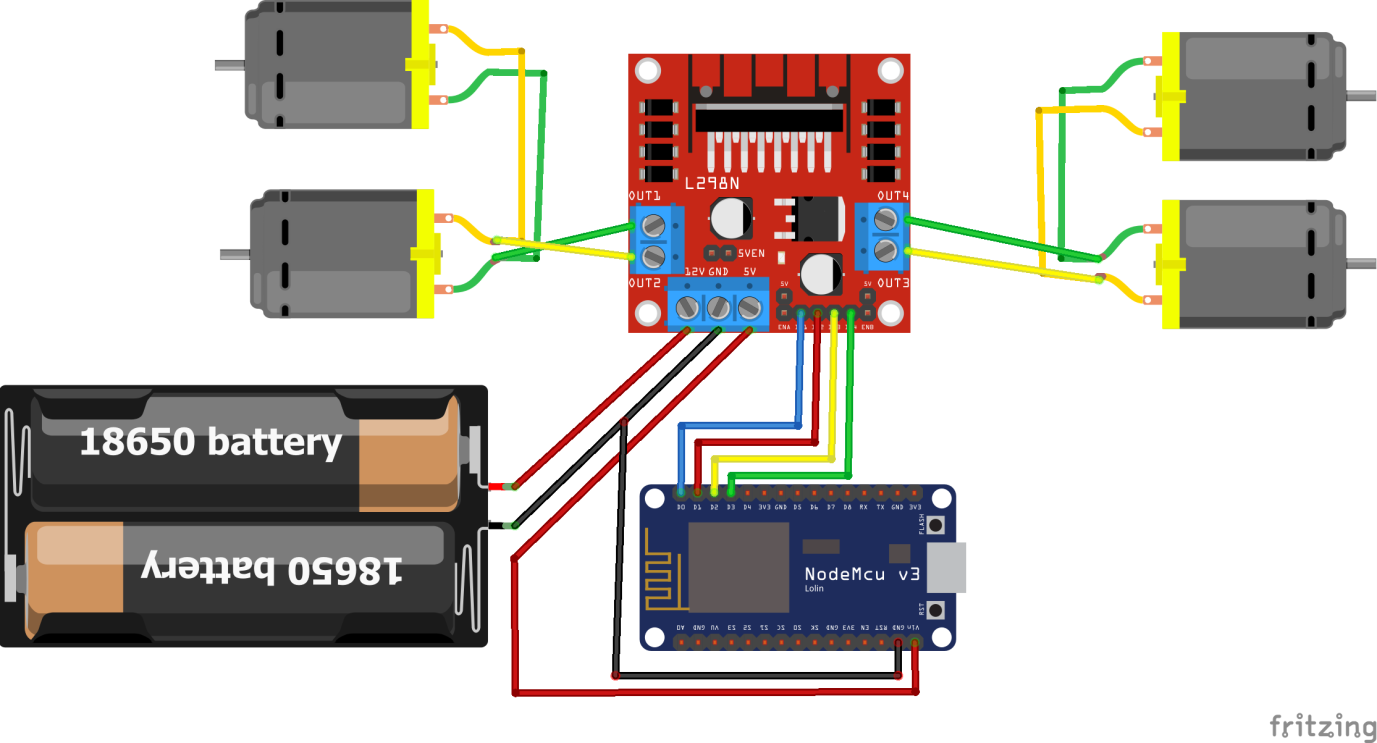 L298N
OUT1
OUT4
5VEN
OUT2
12V GND 5V
5V
5V
OUT3
ENA
ENB
18650 battery
18650 battery
D0 D1 D2 D3 D4 3V3 GND D5 D6 D7 D8 RX TX GND 3V3
FLASH
NodeMcu v3
Lolin
RST
A0 GND VU S3 S2 S1 SC S0 SK GND 3V3 EN RST GND Vin
fritzing